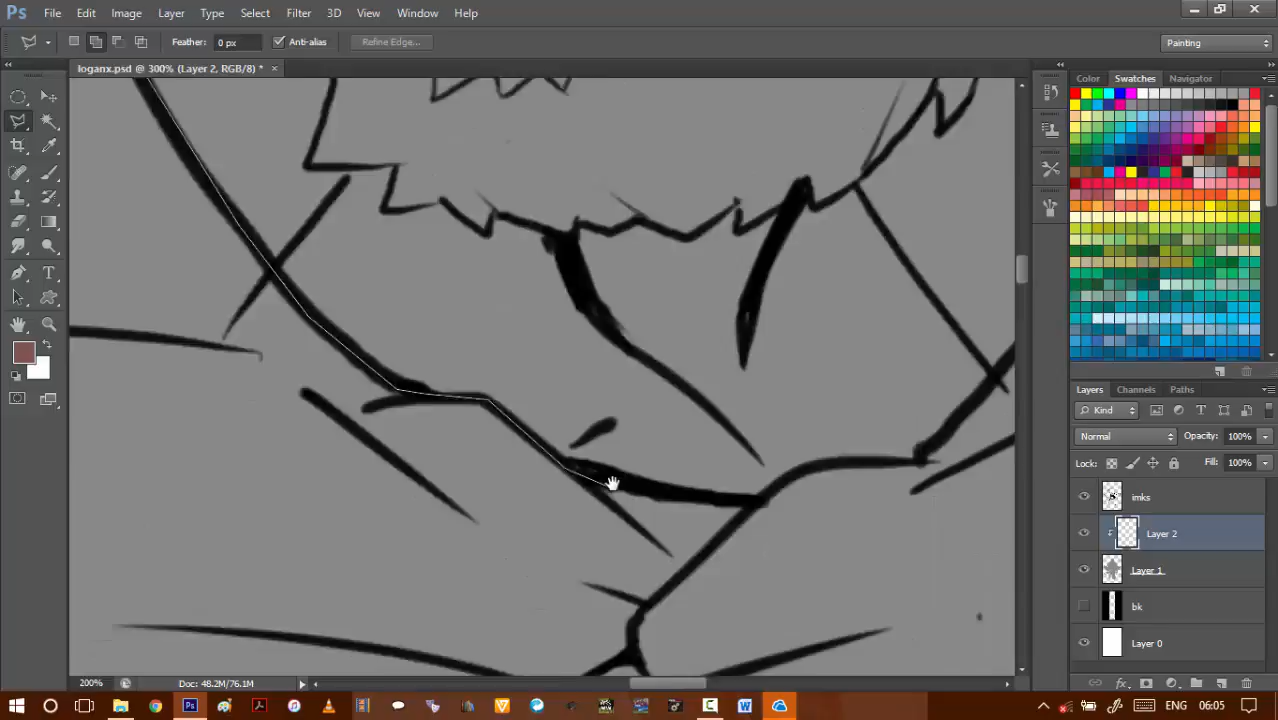 Ps File Edit Image Layer Type Select Filter 3D View Window Help
Feather: 0 px Anti-alias Refine Edge... Painting
loganx.psd @ 300% (Layer 2, RGB/8) * ×
Color Swatches Navigator
Layers Channels Paths
Kind
Normal Opacity: 100%
Lock: Fill: 100%
imks
Layer 2
Layer 1
bk
Layer 0
200% Doc: 48.2M/76.1M
Ps W ENG 06:05